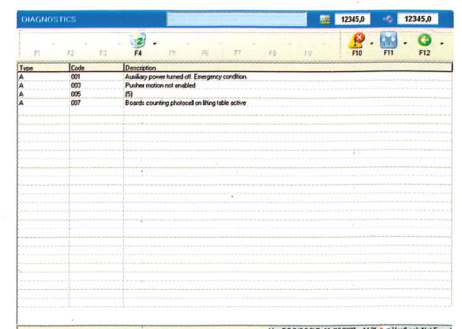 DIAGNOSTICS 12345,0 12345,0
F1 F2 F3 F4 F5 F6 F7 F8 F9 F10 F11 F12
Type Code Description
A 001 Auxiliary power turned off. Emergency condition.
A 003 Pusher motion not enabled
A 005 (5)
A 007 Boards counting photocell on lifting table active